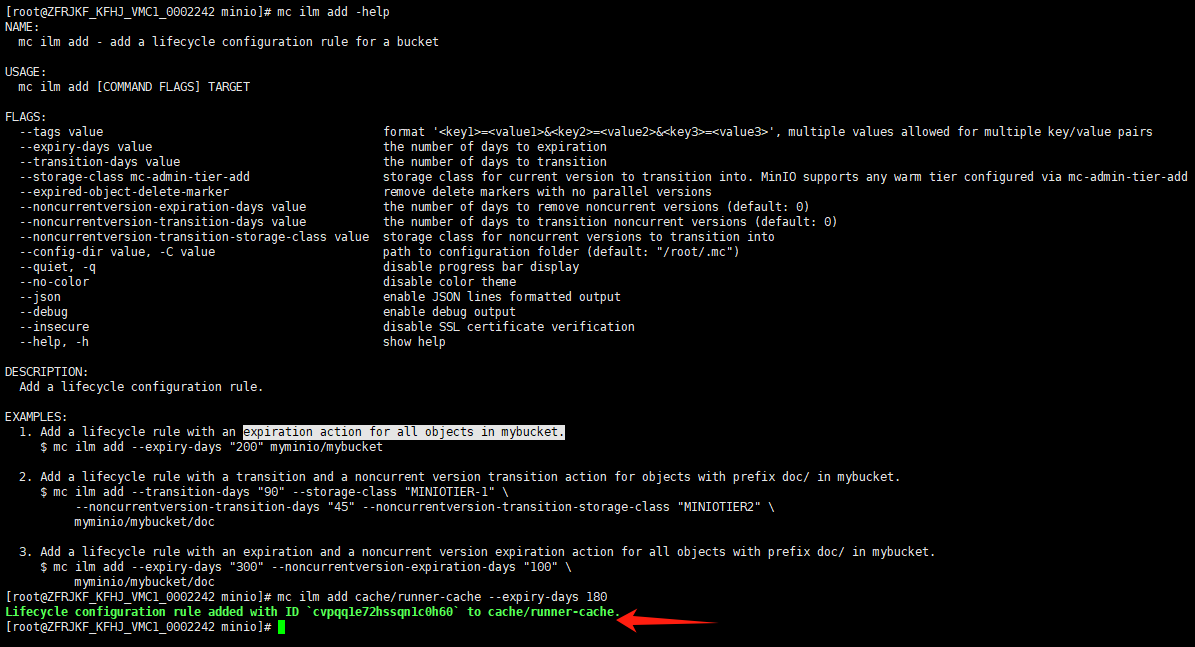 [root@ZFRJKF_KFHJ_VMC1_0002242 minio]# mc ilm add -help
NAME:
  mc ilm add - add a lifecycle configuration rule for a bucket

USAGE:
  mc ilm add [COMMAND FLAGS] TARGET

FLAGS:
  --tags value                                      format '<key1>=<value1>&<key2>=<value2>&<key3>=<value3>', multiple values allowed for multiple key/value pairs
  --expiry-days value                               the number of days to expiration
  --transition-days value                           the number of days to transition
  --storage-class mc-admin-tier-add                 storage class for current version to transition into. MinIO supports any warm tier configured via mc-admin-tier-add
  --expired-object-delete-marker                    remove delete markers with no parallel versions
  --noncurrentversion-expiration-days value         the number of days to remove noncurrent versions (default: 0)
  --noncurrentversion-transition-days value         the number of days to transition noncurrent versions (default: 0)
  --noncurrentversion-transition-storage-class value  storage class for noncurrent versions to transition into
  --config-dir value, -C value                      path to configuration folder (default: "/root/.mc")
  --quiet, -q                                       disable progress bar display
  --no-color                                        disable color theme
  --json                                            enable JSON lines formatted output
  --debug                                           enable debug output
  --insecure                                        disable SSL certificate verification
  --help, -h                                        show help

DESCRIPTION:
  Add a lifecycle configuration rule.

EXAMPLES:
  1. Add a lifecycle rule with an expiration action for all objects in mybucket.
     $ mc ilm add --expiry-days "200" myminio/mybucket

  2. Add a lifecycle rule with a transition and a noncurrent version transition action for objects with prefix doc/ in mybucket.
     $ mc ilm add --transition-days "90" --storage-class "MINIOTIER-1" \
          --noncurrentversion-transition-days "45" --noncurrentversion-transition-storage-class "MINIOTIER2" \
          myminio/mybucket/doc

  3. Add a lifecycle rule with an expiration and a noncurrent version expiration action for all objects with prefix doc/ in mybucket.
     $ mc ilm add --expiry-days "300" --noncurrentversion-expiration-days "100" \
          myminio/mybucket/doc
[root@ZFRJKF_KFHJ_VMC1_0002242 minio]# mc ilm add cache/runner-cache --expiry-days 180
Lifecycle configuration rule added with ID `cvpqq1e72hssqn1c0h60` to cache/runner-cache.
[root@ZFRJKF_KFHJ_VMC1_0002242 minio]#